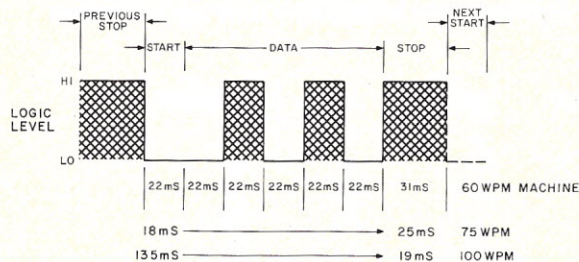 PREVIOUS STOP
NEXT START
START DATA STOP
HI
LOGIC LEVEL
LO
22mS 22mS 22mS 22mS 22mS 22mS 31mS 60 WPM MACHINE
18mS 25mS 75 WPM
135mS 19mS 100 WPM